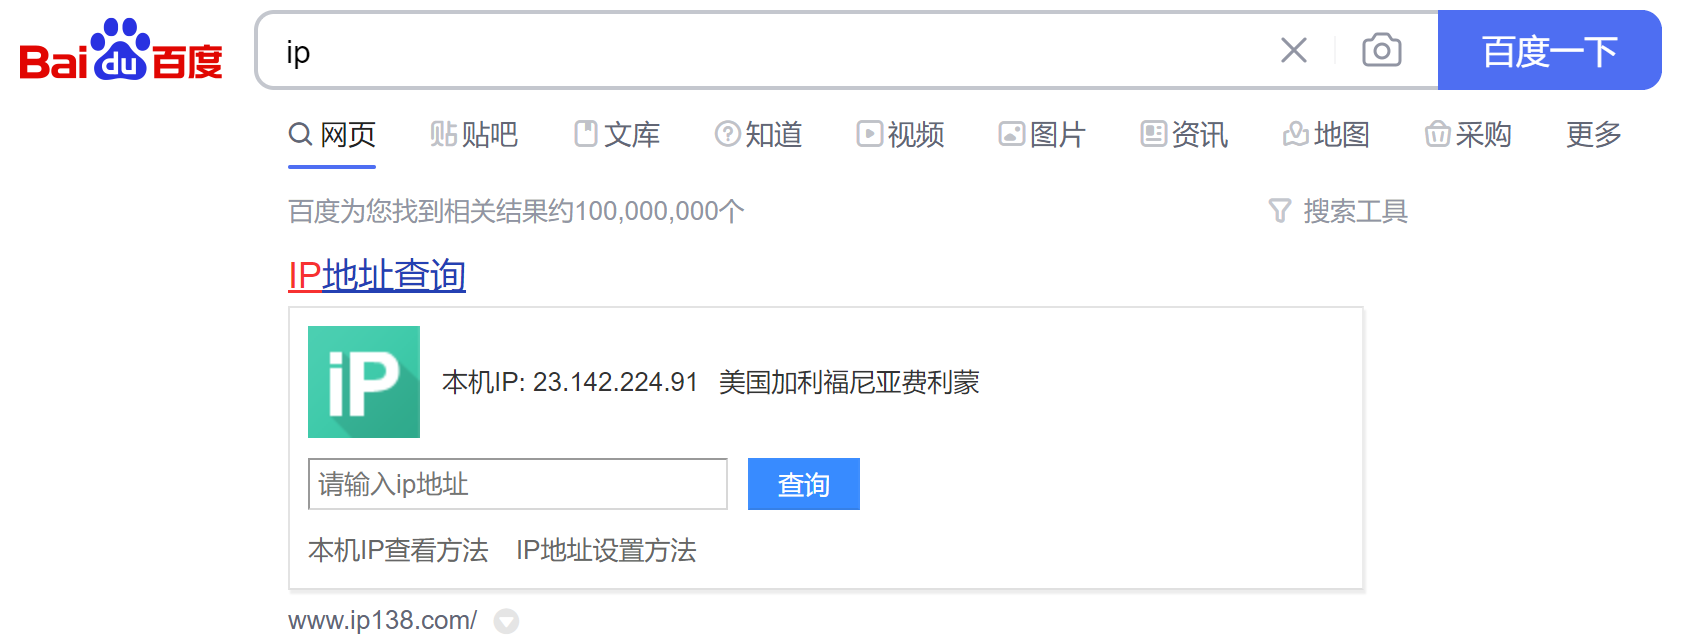 Bai du 百度 ip 百度一下
网页 贴 贴吧 文库 知道 视频 图片 资讯 地图 采购 更多
百度为您找到相关结果约100,000,000个 搜索工具
IP地址查询
iP 本机IP: 23.142.224.91 美国加利福尼亚费利蒙
请输入ip地址 查询
本机IP查看方法 IP地址设置方法
www.ip138.com/